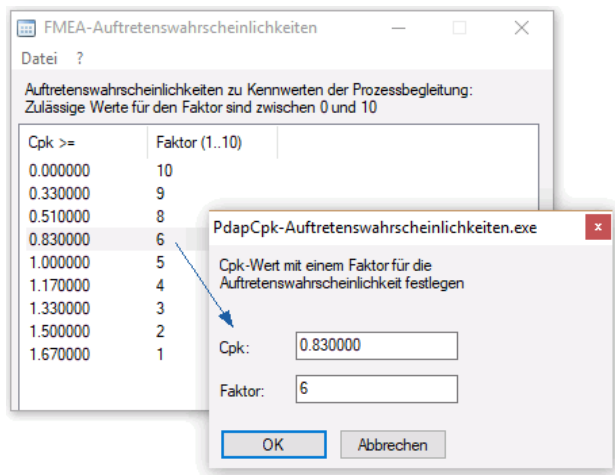 FMEA-Auftretenswahrscheinlichkeiten
Datei ?
Auftretenswahrscheinlichkeiten zu Kennwerten der Prozessbegleitung:
Zulässige Werte für den Faktor sind zwischen 0 und 10
Cpk >= Faktor (1..10)
0.000000 10
0.330000 9
0.510000 8
0.830000 6
1.000000 5
1.170000 4
1.330000 3
1.500000 2
1.670000 1
PdapCpk-Auftretenswahrscheinlichkeiten.exe
Cpk-Wert mit einem Faktor für die
Auftretenswahrscheinlichkeit festlegen
Cpk: 0.830000
Faktor: 6
OK Abbrechen